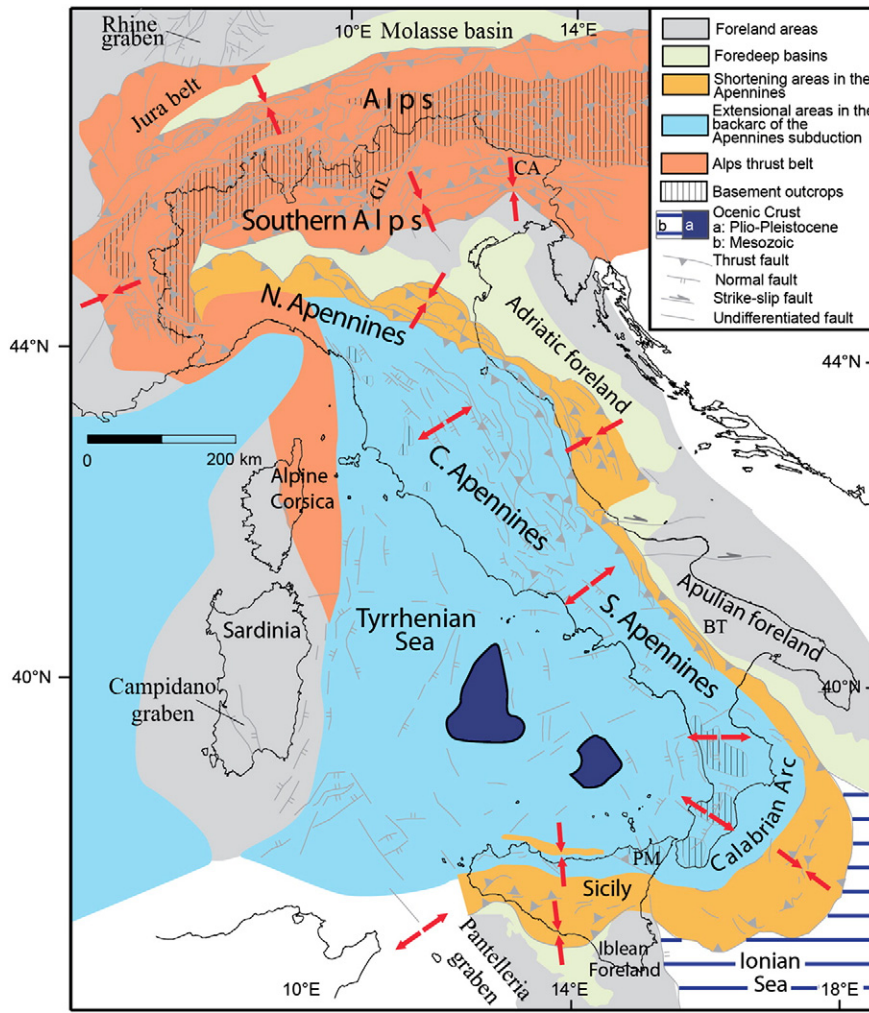 Rhine
graben
10°E
Molasse basin
14°E
Jura belt
Alps
GL
CA
Southern Alps
N. Apennines
44°N
Adriatic foreland
44°N
0
200 km
Alpine
Corsica
C. Apennines
Sardinia
Tyrrhenian
Sea
S. Apennines
BT
Apulian foreland
40°N
Campidano
graben
40°N
Calabrian Arc
PM
Sicily
Pantelleria
graben
Iblean
Foreland
Ionian
Sea
10°E
14°E
18°E
Foreland areas
Foredeep basins
Shortening areas in the
Apennines
Extensional areas in the
backarc of the
Apennines subduction
Alps thrust belt
Basement outcrops
b a
Ocenic Crust
a: Plio-Pleistocene
b: Mesozoic
Thrust fault
Normal fault
Strike-slip fault
Undifferentiated fault